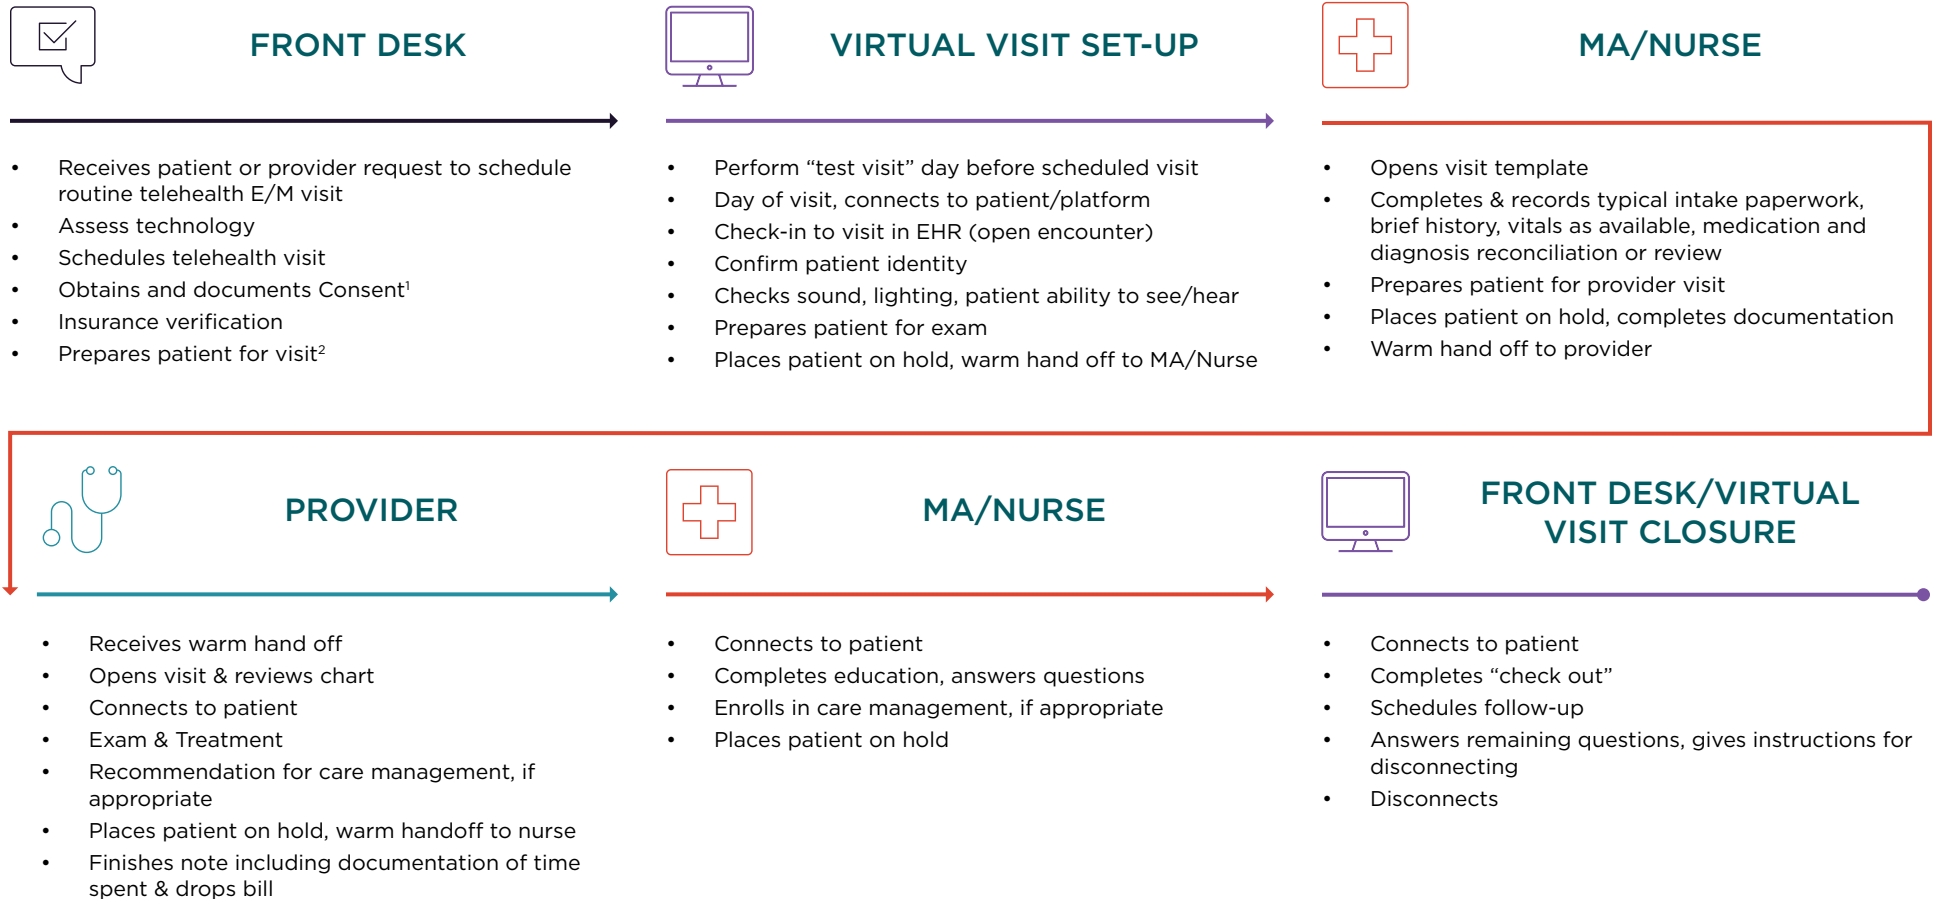 FRONT DESK
• Receives patient or provider request to schedule
routine telehealth E/M visit
• Assess technology
• Schedules telehealth visit
• Obtains and documents Consent¹
• Insurance verification
• Prepares patient for visit²
VIRTUAL VISIT SET-UP
• Perform “test visit” day before scheduled visit
• Day of visit, connects to patient/platform
• Check-in to visit in EHR (open encounter)
• Confirm patient identity
• Checks sound, lighting, patient ability to see/hear
• Prepares patient for exam
• Places patient on hold, warm hand off to MA/Nurse
MA/NURSE
• Opens visit template
• Completes & records typical intake paperwork,
brief history, vitals as available, medication and
diagnosis reconciliation or review
• Prepares patient for provider visit
• Places patient on hold, completes documentation
• Warm hand off to provider
PROVIDER
• Receives warm hand off
• Opens visit & reviews chart
• Connects to patient
• Exam & Treatment
• Recommendation for care management, if
appropriate
• Places patient on hold, warm handoff to nurse
• Finishes note including documentation of time
spent & drops bill
MA/NURSE
• Connects to patient
• Completes education, answers questions
• Enrolls in care management, if appropriate
• Places patient on hold
FRONT DESK/VIRTUAL
VISIT CLOSURE
• Connects to patient
• Completes “check out”
• Schedules follow-up
• Answers remaining questions, gives instructions for
disconnecting
• Disconnects